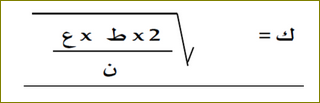 ك = √ 2 x ط x ع
ن